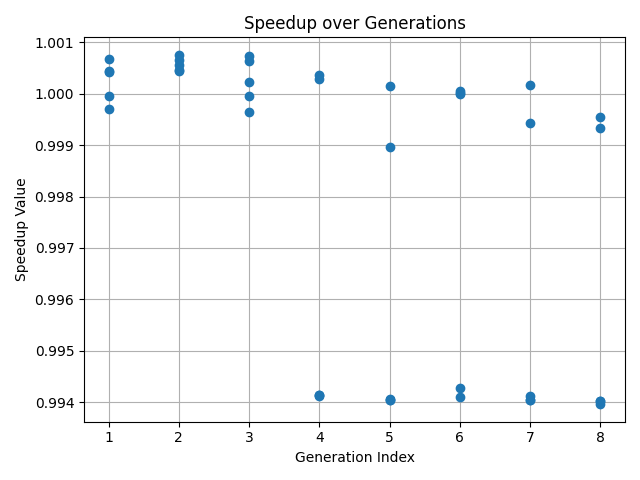 Speedup over Generations
1.001
1.000
0.999
0.998
0.997
0.996
0.995
0.994
Speedup Value
1 2 3 4 5 6 7 8
Generation Index